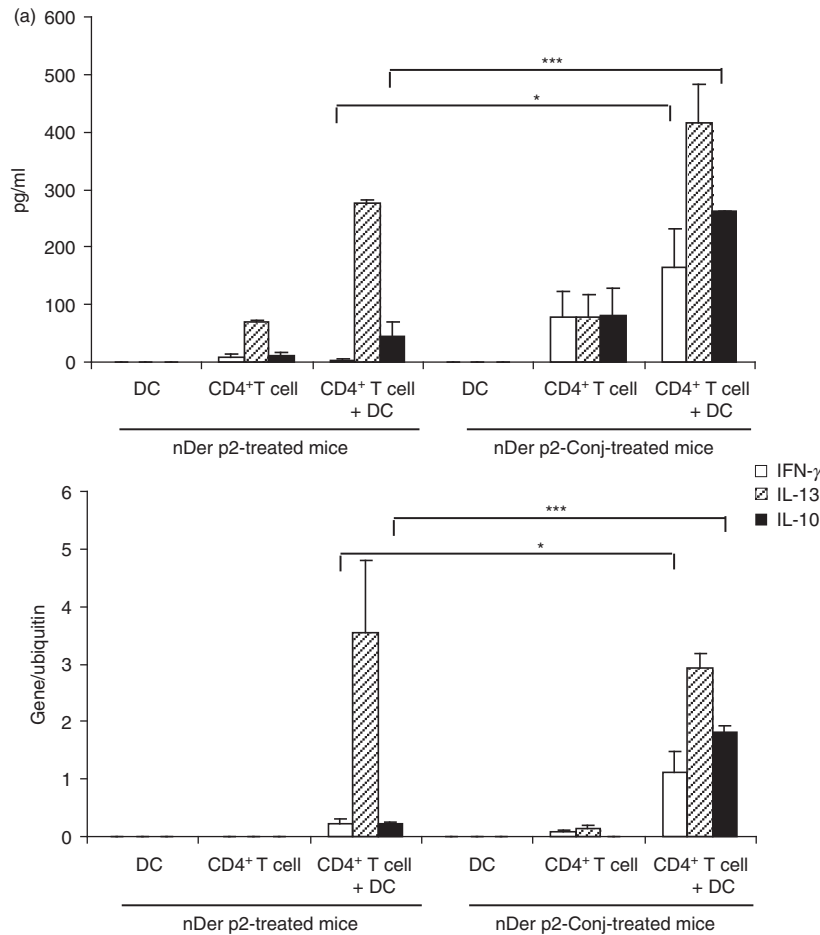 (a)
600
500
400
300
200
100
0
pg/ml
***
*
DC CD4+T cell CD4+ T cell + DC DC CD4+ T cell CD4+ T cell + DC
nDer p2-treated mice nDer p2-Conj-treated mice
IFN-γ
IL-13
IL-10
6
5
4
3
2
1
0
Gene/ubiquitin
***
*
DC CD4+ T cell CD4+ T cell + DC DC CD4+ T cell CD4+ T cell + DC
nDer p2-treated mice nDer p2-Conj-treated mice